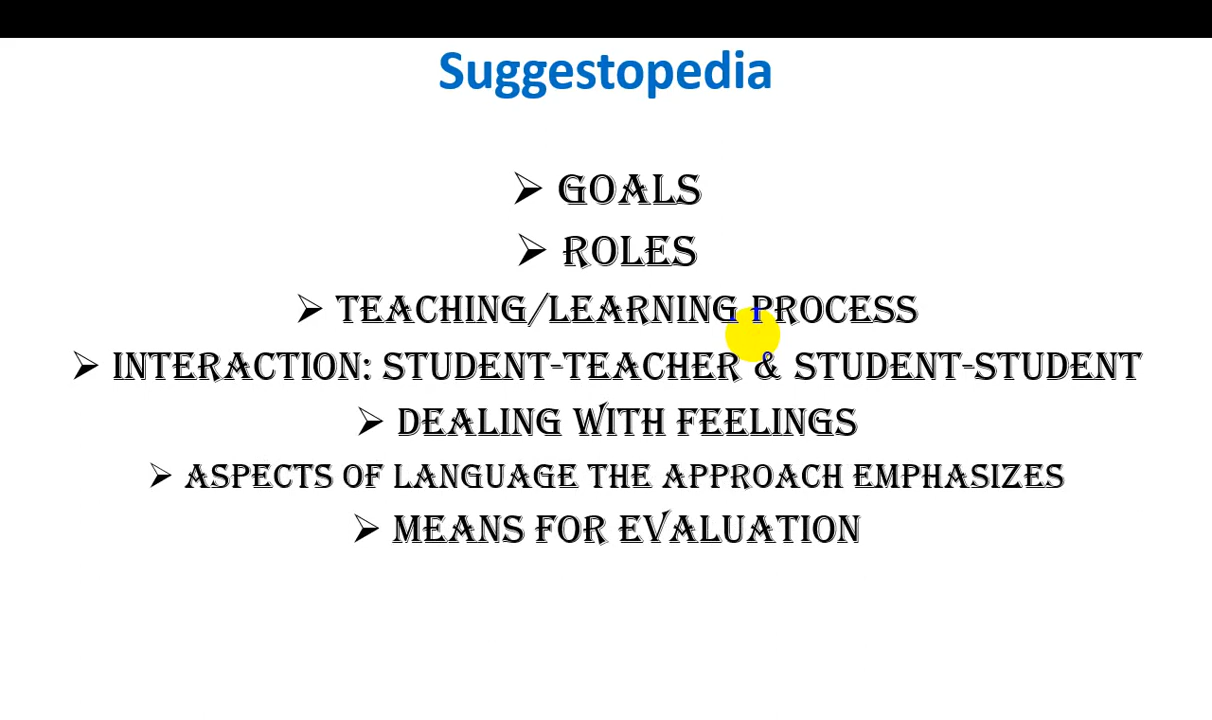 Suggestopedia
➢ GOALS
➢ ROLES
➢ TEACHING/LEARNING PROCESS
➢ INTERACTION: STUDENT-TEACHER & STUDENT-STUDENT
➢ DEALING WITH FEELINGS
➢ ASPECTS OF LANGUAGE THE APPROACH EMPHASIZES
➢ MEANS FOR EVALUATION